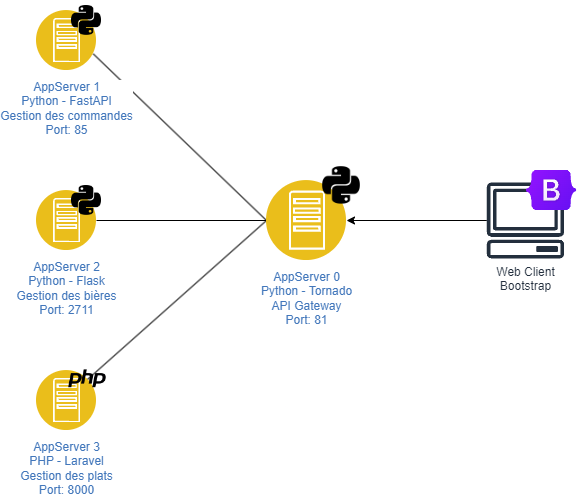 AppServer 1
Python - FastAPI
Gestion des commandes
Port: 85
AppServer 2
Python - Flask
Gestion des bières
Port: 2711
php
AppServer 3
PHP - Laravel
Gestion des plats
Port: 8000
AppServer 0
Python - Tornado
API Gateway
Port: 81
B
Web Client
Bootstrap